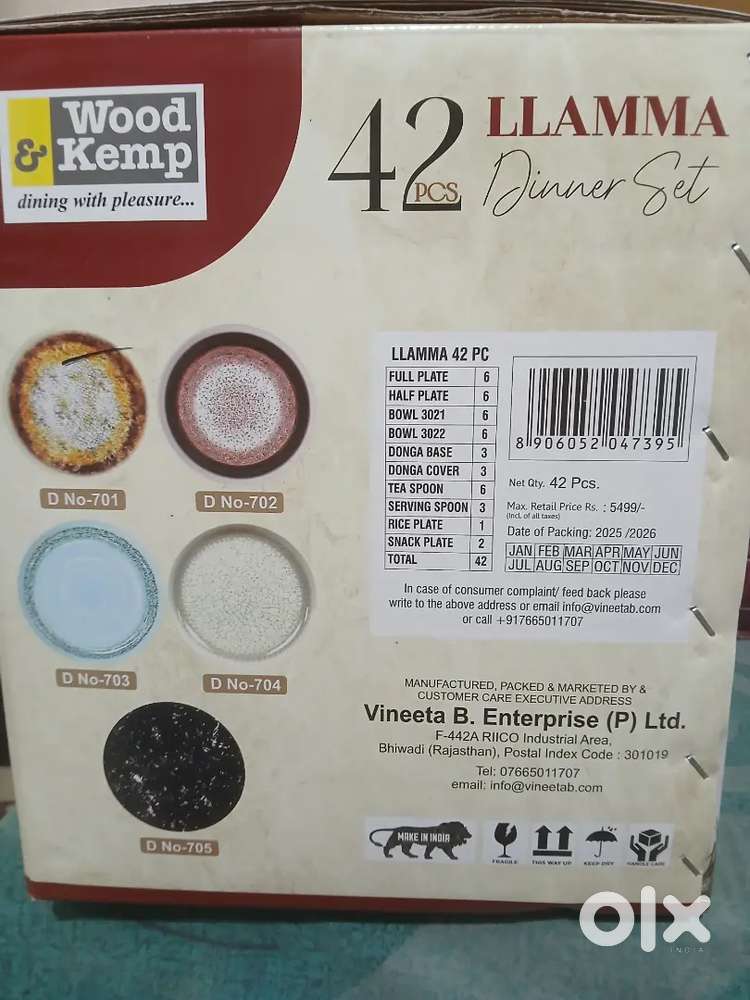 Wood
& Kemp
dining with pleasure...
42 PCS
LLAMMA
Dinner Set
D No-701
D No-702
D No-703
D No-704
D No-705
LLAMMA 42 PC
FULL PLATE 6
HALF PLATE 6
BOWL 3021 6
BOWL 3022 6
DONGA BASE 3
DONGA COVER 3
TEA SPOON 6
SERVING SPOON 3
RICE PLATE 1
SNACK PLATE 2
TOTAL 42
8 906052 047395
Net Qty. 42 Pcs.
Max. Retail Price Rs. : 5499/-
(Incl. of all taxes)
Date of Packing: 2025 /2026
JAN FEB MAR APR MAY JUN
JUL AUG SEP OCT NOV DEC
In case of consumer complaint/ feed back please
write to the above address or email info@vineetab.com
or call +917665011707
MANUFACTURED, PACKED & MARKETED BY &
CUSTOMER CARE EXECUTIVE ADDRESS
Vineeta B. Enterprise (P) Ltd.
F-442A RIICO Industrial Area,
Bhiwadi (Rajasthan), Postal Index Code : 301019
Tel: 07665011707
email: info@vineetab.com
MAKE IN INDIA
FRAGILE
THIS WAY UP
KEEP DRY
HANDLE CARE
olx
INDIA